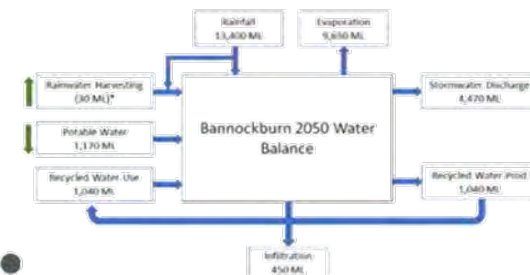 Rainfall
13,400 ML
Evaporation
9,650 ML
Rainwater Harvesting
(30 ML)*
Stormwater Discharge
4,470 ML
Potable Water
1,170 ML
Bannockburn 2050 Water
Balance
Recycled Water Use
1,040 ML
Recycled Water Prod
1,040 ML
Infiltration
450 ML